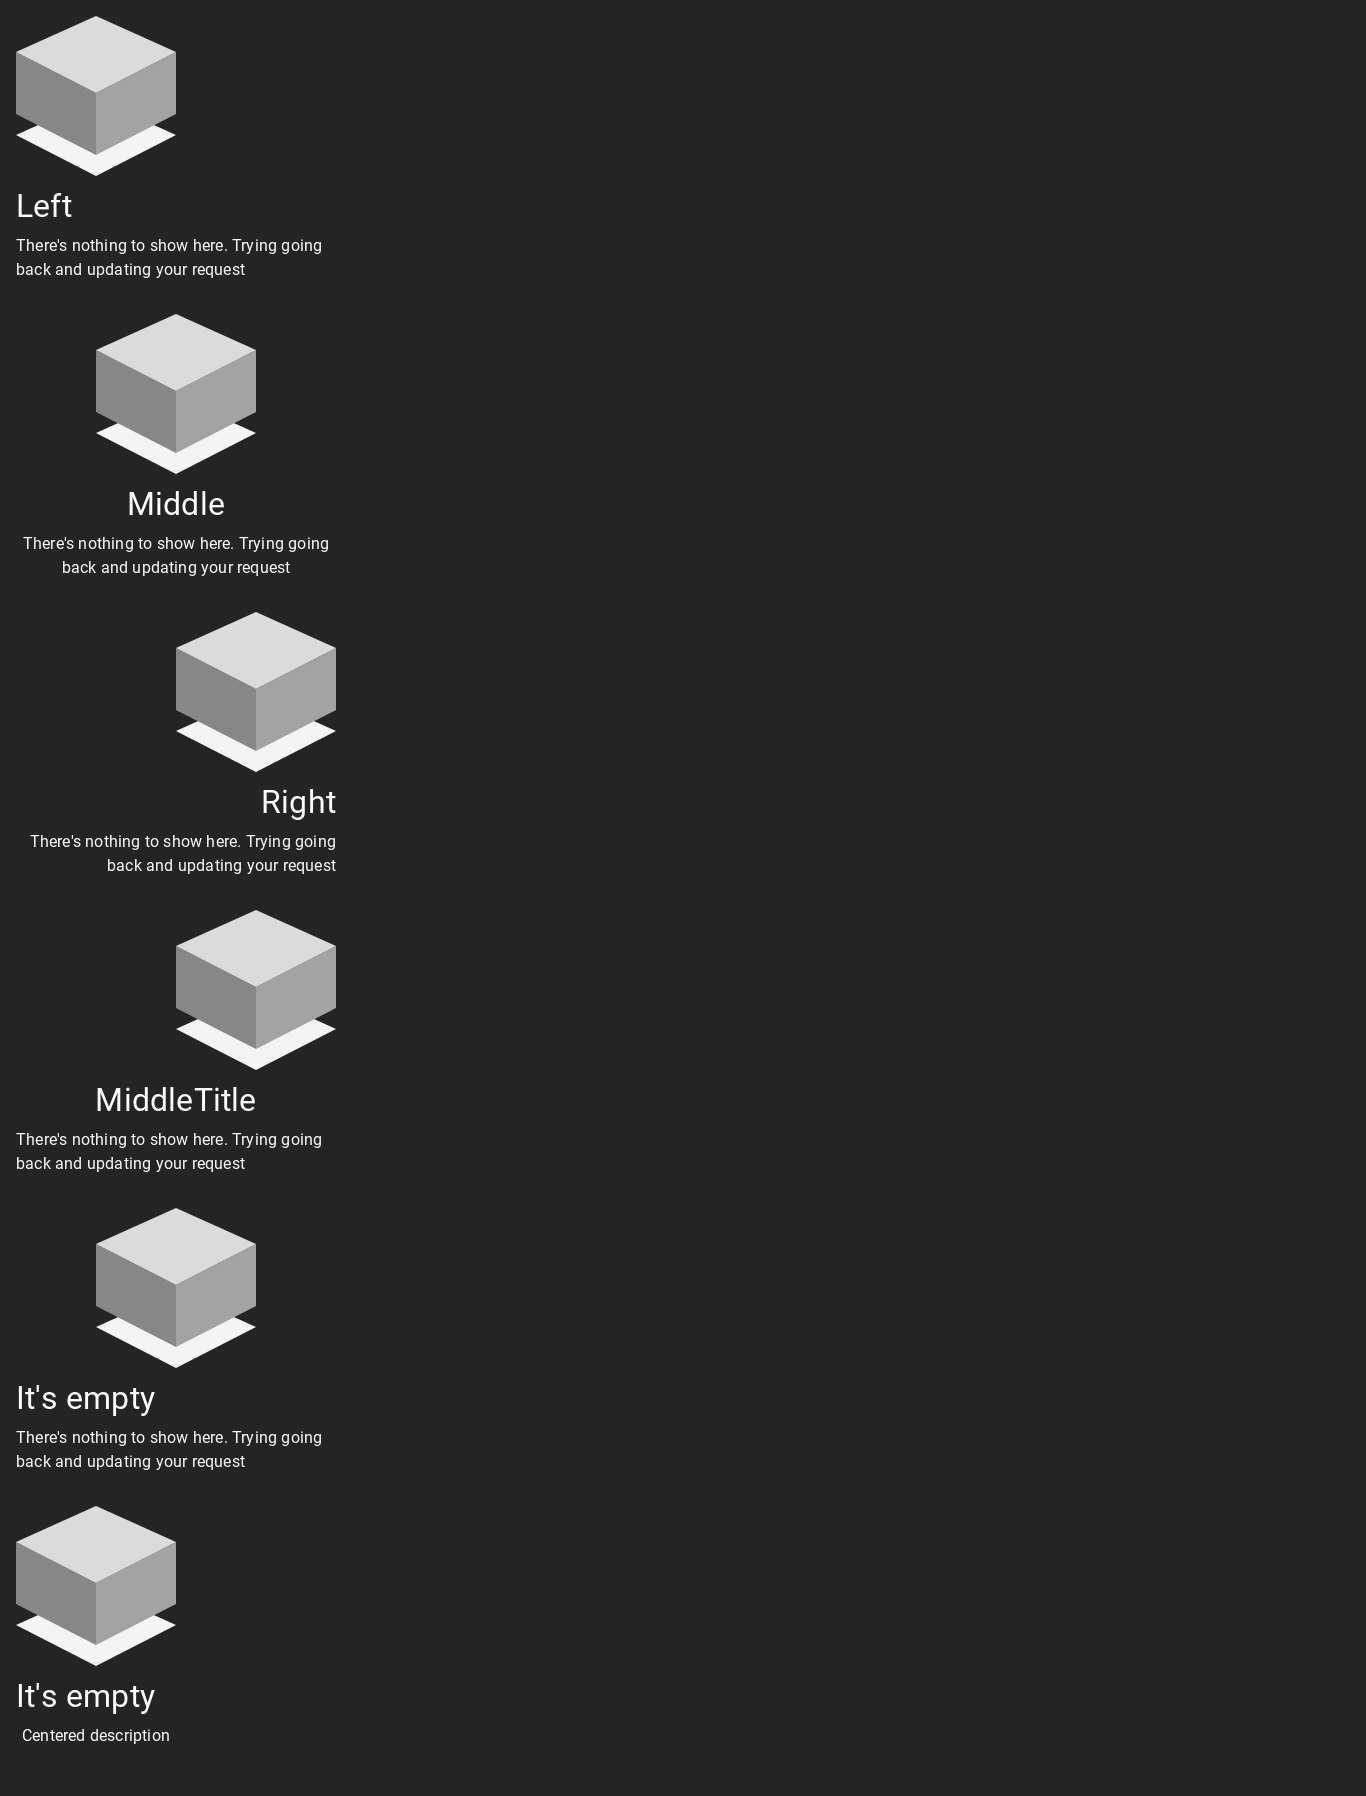 Left
There's nothing to show here. Trying going
back and updating your request
Middle
There's nothing to show here. Trying going
back and updating your request
Right
There's nothing to show here. Trying going
back and updating your request
MiddleTitle
There's nothing to show here. Trying going
back and updating your request
It's empty
There's nothing to show here. Trying going
back and updating your request
It's empty
Centered description